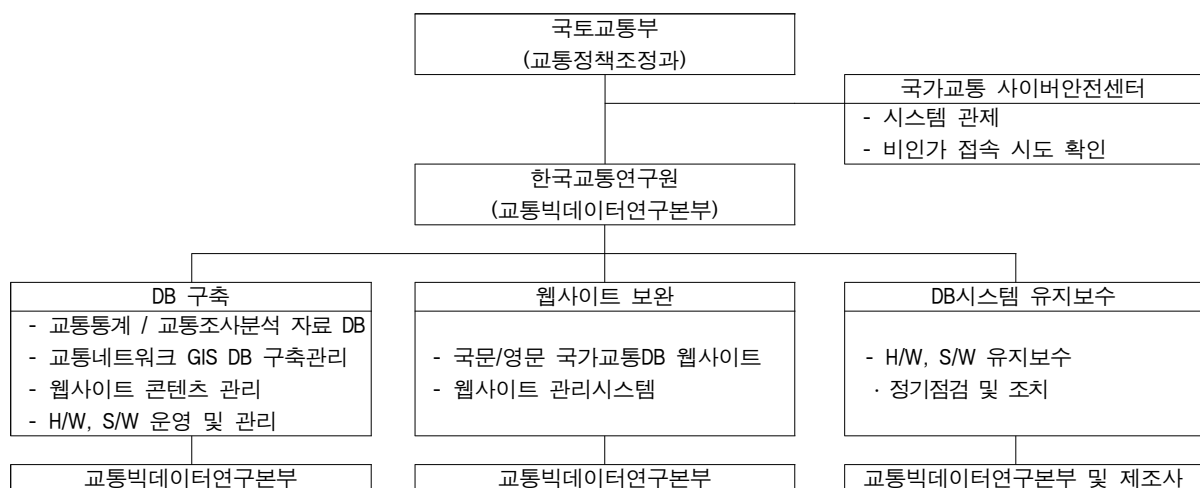 국토교통부
(교통정책조정과)
국가교통 사이버안전센터
- 시스템 관제
- 비인가 접속 시도 확인
한국교통연구원
(교통빅데이터연구본부)
DB 구축
- 교통통계 / 교통조사분석 자료 DB
- 교통네트워크 GIS DB 구축관리
- 웹사이트 콘텐츠 관리
- H/W, S/W 운영 및 관리
교통빅데이터연구본부
웹사이트 보완
- 국문/영문 국가교통DB 웹사이트
- 웹사이트 관리시스템
교통빅데이터연구본부
DB시스템 유지보수
- H/W, S/W 유지보수
· 정기점검 및 조치
교통빅데이터연구본부 및 제조사